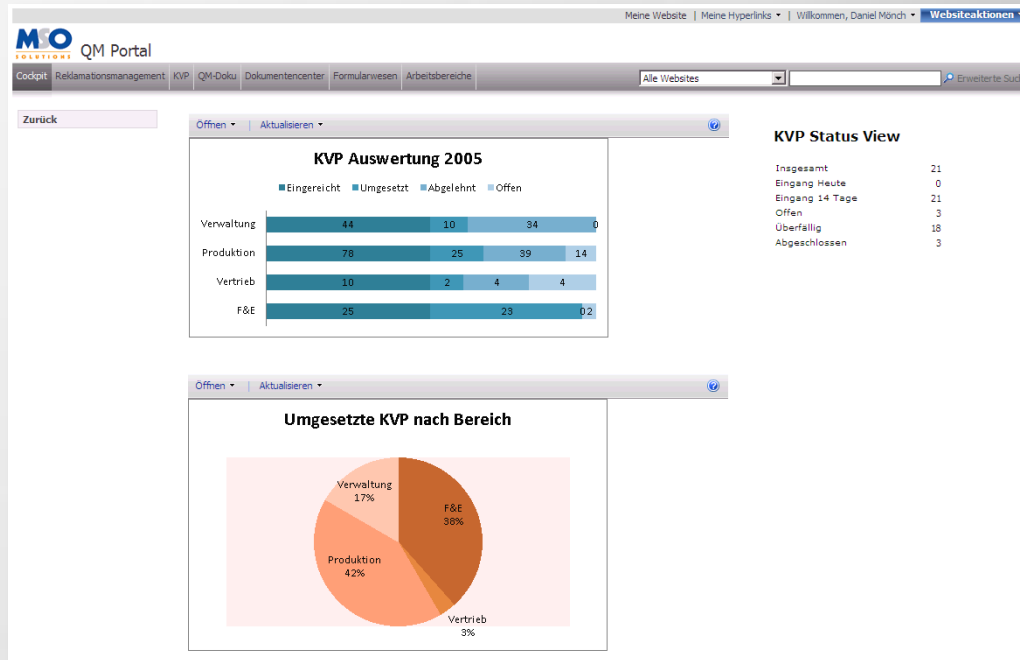 Meine Website | Meine Hyperlinks | Willkommen, Daniel Mönch Websiteaktionen
MSO
SOLUTIONS
QM Portal
Cockpit Reklamationsmanagement KVP QM-Doku Dokumentencenter Formularwesen Arbeitsbereiche Alle Websites Erweiterte Suc
Zurück
Öffnen | Aktualisieren
KVP Auswertung 2005
Eingereicht Umgesetzt Abgelehnt Offen
Verwaltung 44 10 34 0
Produktion 78 25 39 14
Vertrieb 10 2 4 4
F&E 25 23 0 2
KVP Status View
Insgesamt 21
Eingang Heute 0
Eingang 14 Tage 21
Offen 3
Überfällig 18
Abgeschlossen 3
Öffnen | Aktualisieren
Umgesetzte KVP nach Bereich
Verwaltung
17%
F&E
38%
Produktion
42%
Vertrieb
3%